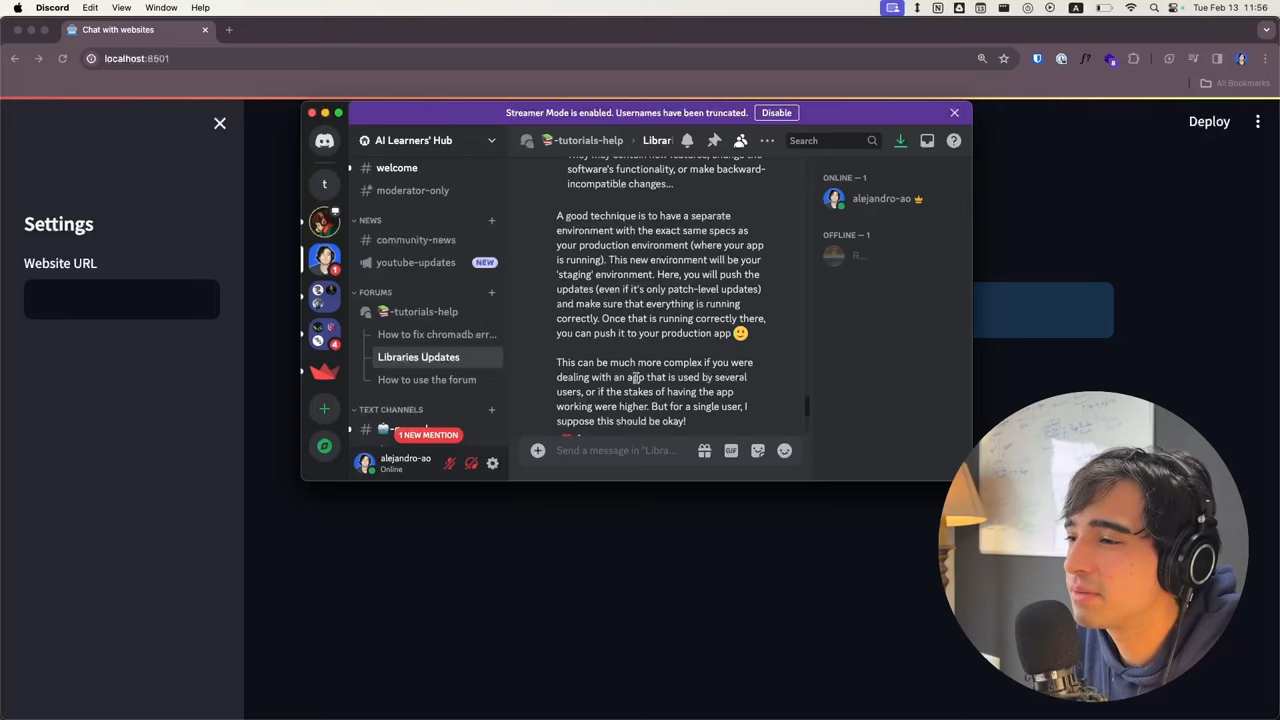 Discord Edit View Window Help
Tue Feb 13 11:56
Chat with websites
localhost:8501
All Bookmarks
Deploy
Settings
Website URL
Streamer Mode is enabled. Usernames have been truncated. Disable
AI Learners' Hub
📚-tutorials-help › Librar
Search
# welcome
# moderator-only
NEWS
# community-news
youtube-updates NEW
FORUMS
📚-tutorials-help
How to fix chromadb err...
Libraries Updates
How to use the forum
TEXT CHANNELS
1 NEW MENTION
alejandro-ao
Online
t
1
4
software's functionality, or make backward-
incompatible changes...
A good technique is to have a separate
environment with the exact same specs as
your production environment (where your app
is running). This new environment will be your
'staging' environment. Here, you will push the
updates (even if it's only patch-level updates)
and make sure that everything is running
correctly. Once that is running correctly there,
you can push it to your production app 🙂
This can be much more complex if you were
dealing with an app that is used by several
users, or if the stakes of having the app
working were higher. But for a single user, I
suppose this should be okay!
Send a message in "Libra...
GIF
ONLINE — 1
alejandro-ao
OFFLINE — 1
R...